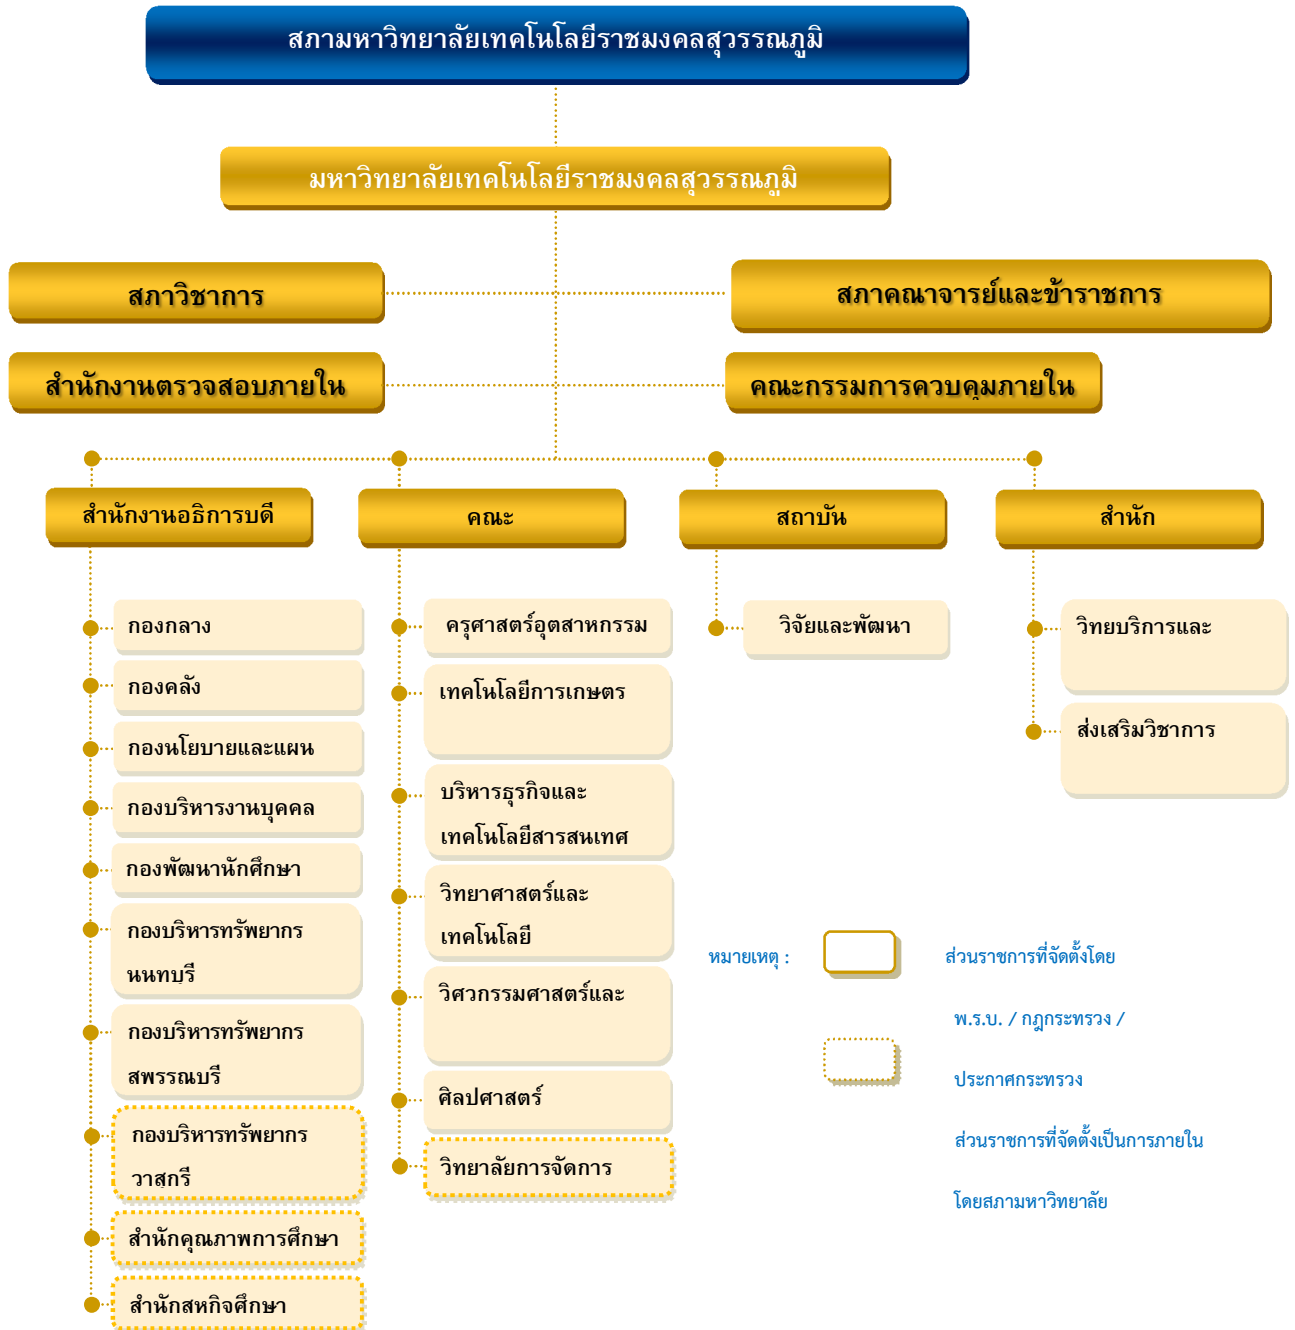 สภามหาวิทยาลัยเทคโนโลยีราชมงคลสุวรรณภูมิ
มหาวิทยาลัยเทคโนโลยีราชมงคลสุวรรณภูมิ
สภาวิชาการ
สภาคณาจารย์และข้าราชการ
สำนักงานตรวจสอบภายใน
คณะกรรมการควบคุมภายใน
สำนักงานอธิการบดี
คณะ
สถาบัน
สำนัก
กองกลาง
กองคลัง
กองนโยบายและแผน
กองบริหารงานบุคคล
กองพัฒนานักศึกษา
กองบริหารทรัพยากร
นนทบุรี
กองบริหารทรัพยากร
สุพรรณบุรี
กองบริหารทรัพยากร
วาสุกรี
สำนักคุณภาพการศึกษา
สำนักสหกิจศึกษา
ครุศาสตร์อุตสาหกรรม
เทคโนโลยีการเกษตร
บริหารธุรกิจและ
เทคโนโลยีสารสนเทศ
วิทยาศาสตร์และ
เทคโนโลยี
วิศวกรรมศาสตร์และ
ศิลปศาสตร์
วิทยาลัยการจัดการ
วิจัยและพัฒนา
วิทยบริการและ
ส่งเสริมวิชาการ
หมายเหตุ :
ส่วนราชการที่จัดตั้งโดย
พ.ร.บ. / กฎกระทรวง /
ประกาศกระทรวง
ส่วนราชการที่จัดตั้งเป็นการภายใน
โดยสภามหาวิทยาลัย